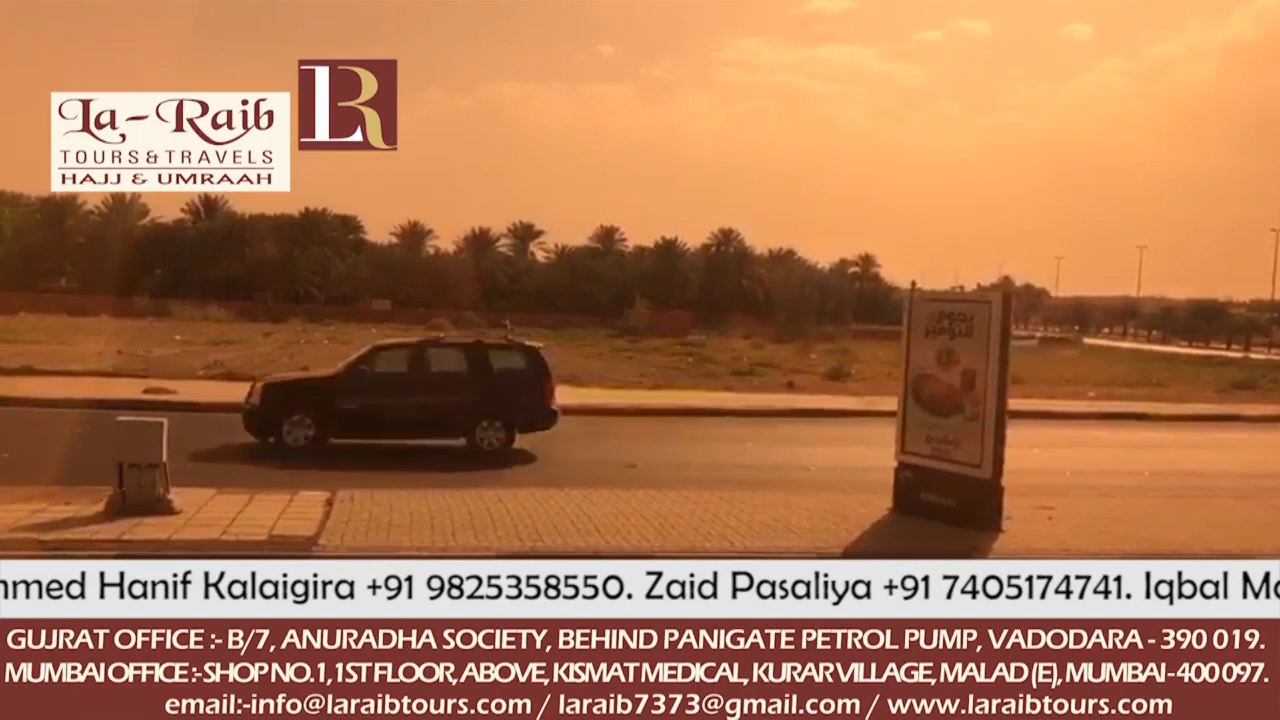 La-Raib
TOURS & TRAVELS
HAJJ & UMRAAH
LR
نجوم
mmed Hanif Kalaigira +91 9825358550. Zaid Pasaliya +91 7405174741. Iqbal Ma
GUJRAT OFFICE :- B/7, ANURADHA SOCIETY, BEHIND PANIGATE PETROL PUMP, VADODARA - 390 019.
MUMBAI OFFICE :- SHOP NO. 1, 1ST FLOOR, ABOVE, KISMAT MEDICAL, KURAR VILLAGE, MALAD (E), MUMBAI - 400 097.
email:-info@laraibtours.com / laraib7373@gmail.com / www.laraibtours.com